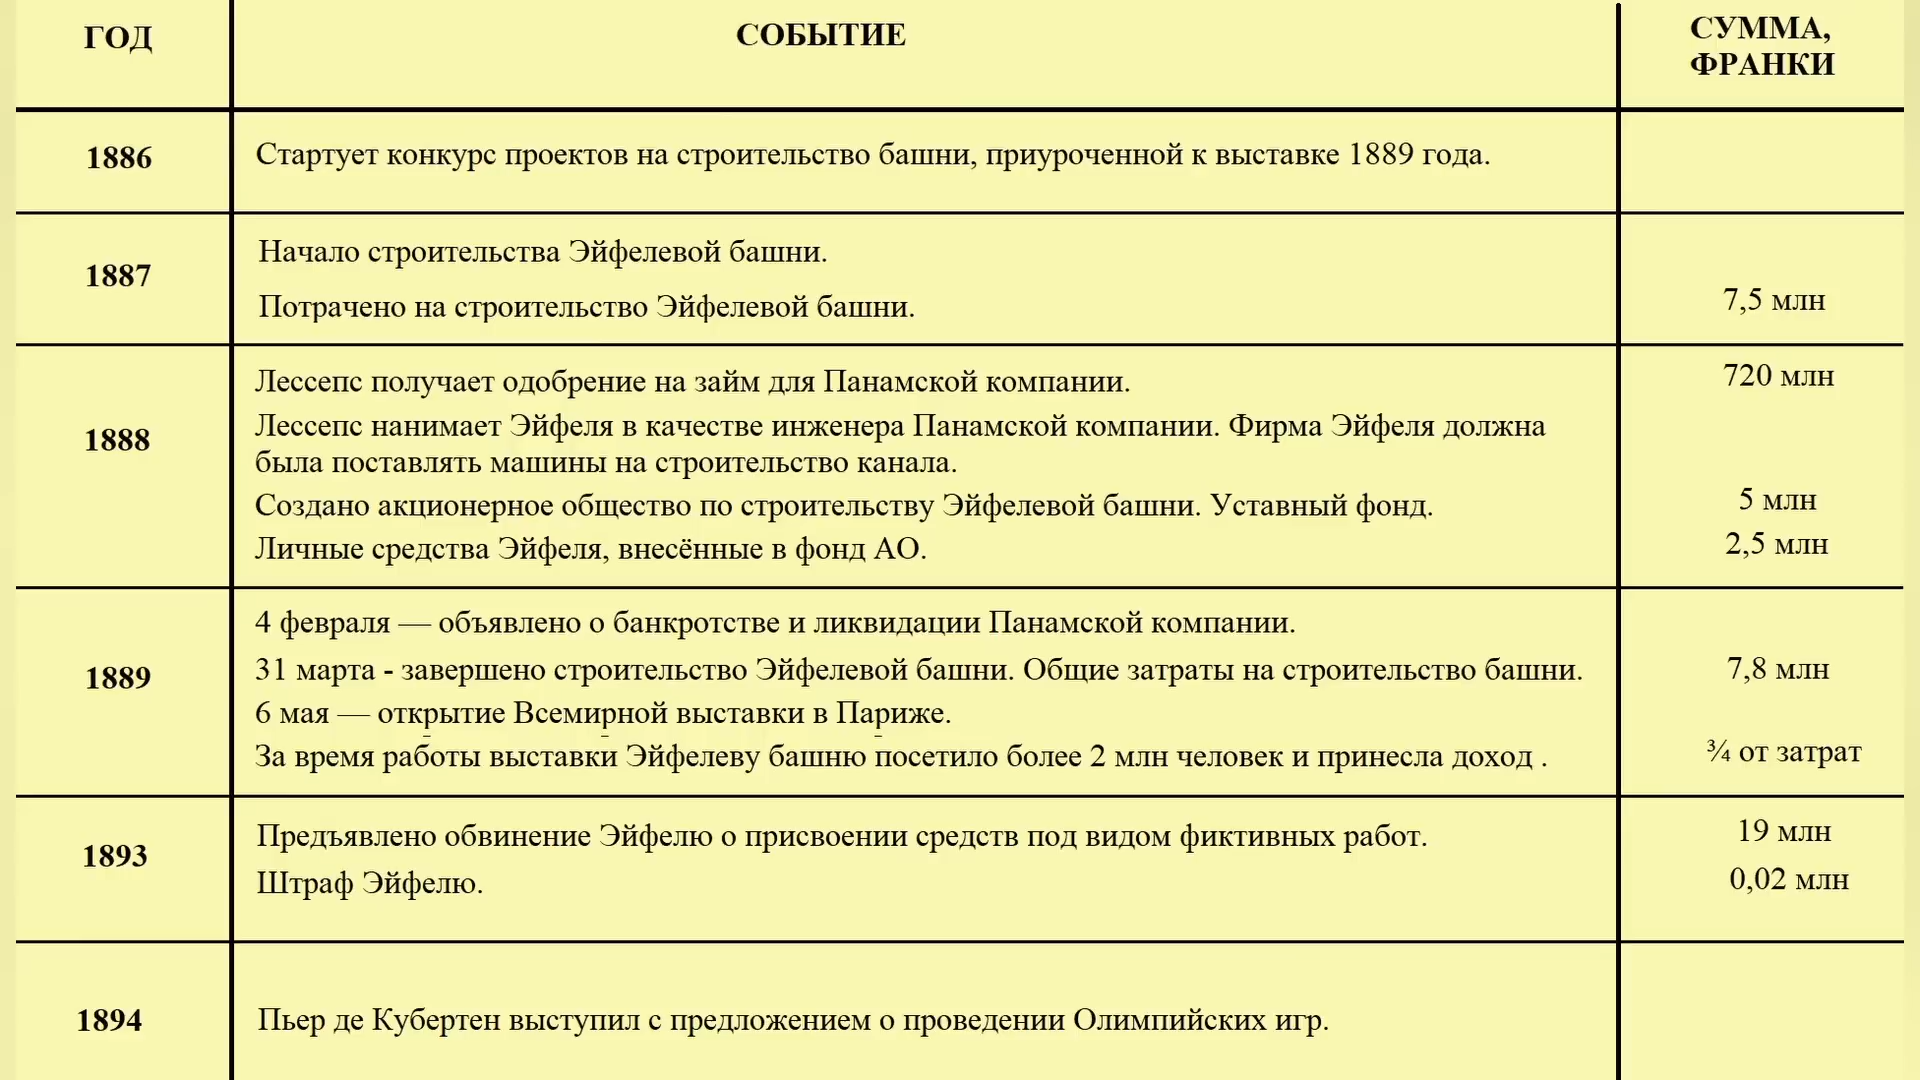 ГОД
СОБЫТИЕ
СУММА,
ФРАНКИ
1886
Стартует конкурс проектов на строительство башни, приуроченной к выставке 1889 года.
1887
Начало строительства Эйфелевой башни.
Потрачено на строительство Эйфелевой башни.
7,5 млн
1888
Лессепс получает одобрение на займ для Панамской компании.
720 млн
Лессепс нанимает Эйфеля в качестве инженера Панамской компании. Фирма Эйфеля должна
была поставлять машины на строительство канала.
Создано акционерное общество по строительству Эйфелевой башни. Уставный фонд.
5 млн
Личные средства Эйфеля, внесённые в фонд АО.
2,5 млн
1889
4 февраля — объявлено о банкротстве и ликвидации Панамской компании.
31 марта - завершено строительство Эйфелевой башни. Общие затраты на строительство башни.
7,8 млн
6 мая — открытие Всемирной выставки в Париже.
За время работы выставки Эйфелеву башню посетило более 2 млн человек и принесла доход .
¾ от затрат
1893
Предъявлено обвинение Эйфелю о присвоении средств под видом фиктивных работ.
19 млн
Штраф Эйфелю.
0,02 млн
1894
Пьер де Кубертен выступил с предложением о проведении Олимпийских игр.